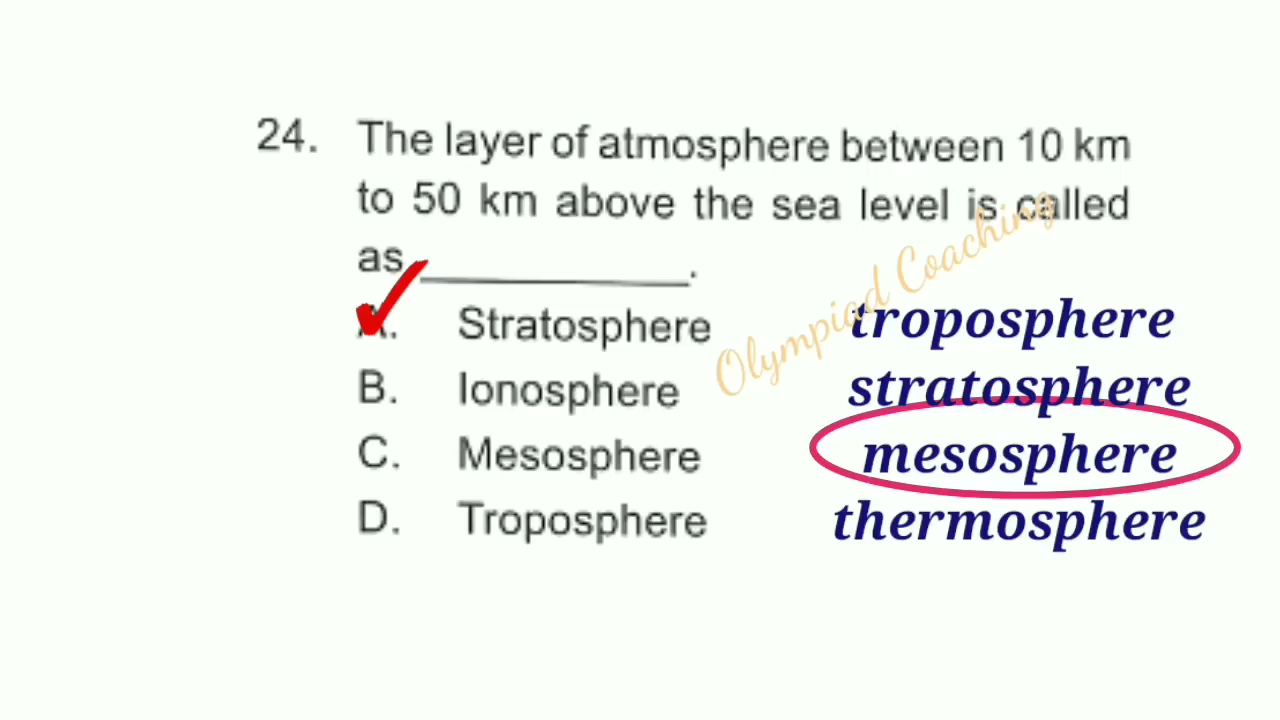 24. The layer of atmosphere between 10 km
to 50 km above the sea level is called
as ____________.
A. Stratosphere
B. Ionosphere
C. Mesosphere
D. Troposphere
Olympiad Coaching
troposphere
stratosphere
mesosphere
thermosphere